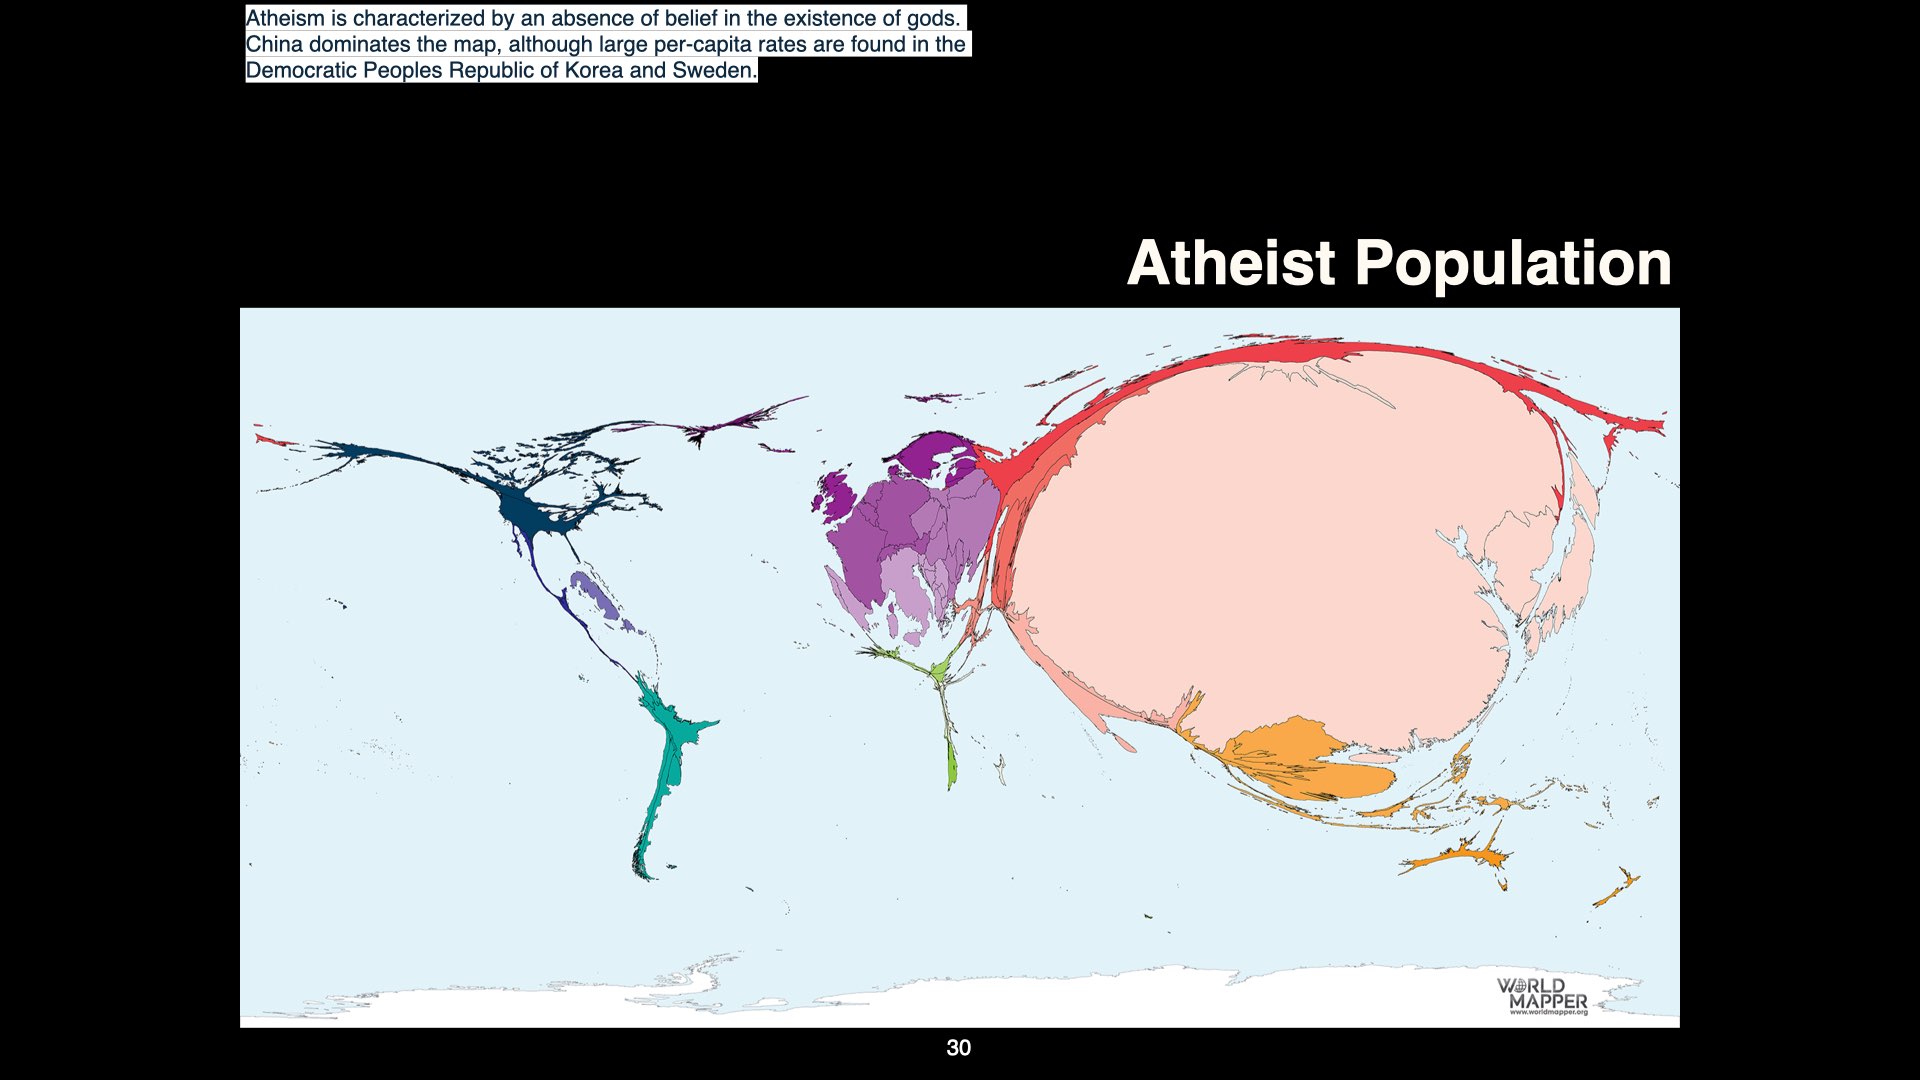 Atheism is characterized by an absence of belief in the existence of gods.
China dominates the map, although large per-capita rates are found in the
Democratic Peoples Republic of Korea and Sweden.
Atheist Population
WORLD
MAPPER
www.worldmapper.org
30